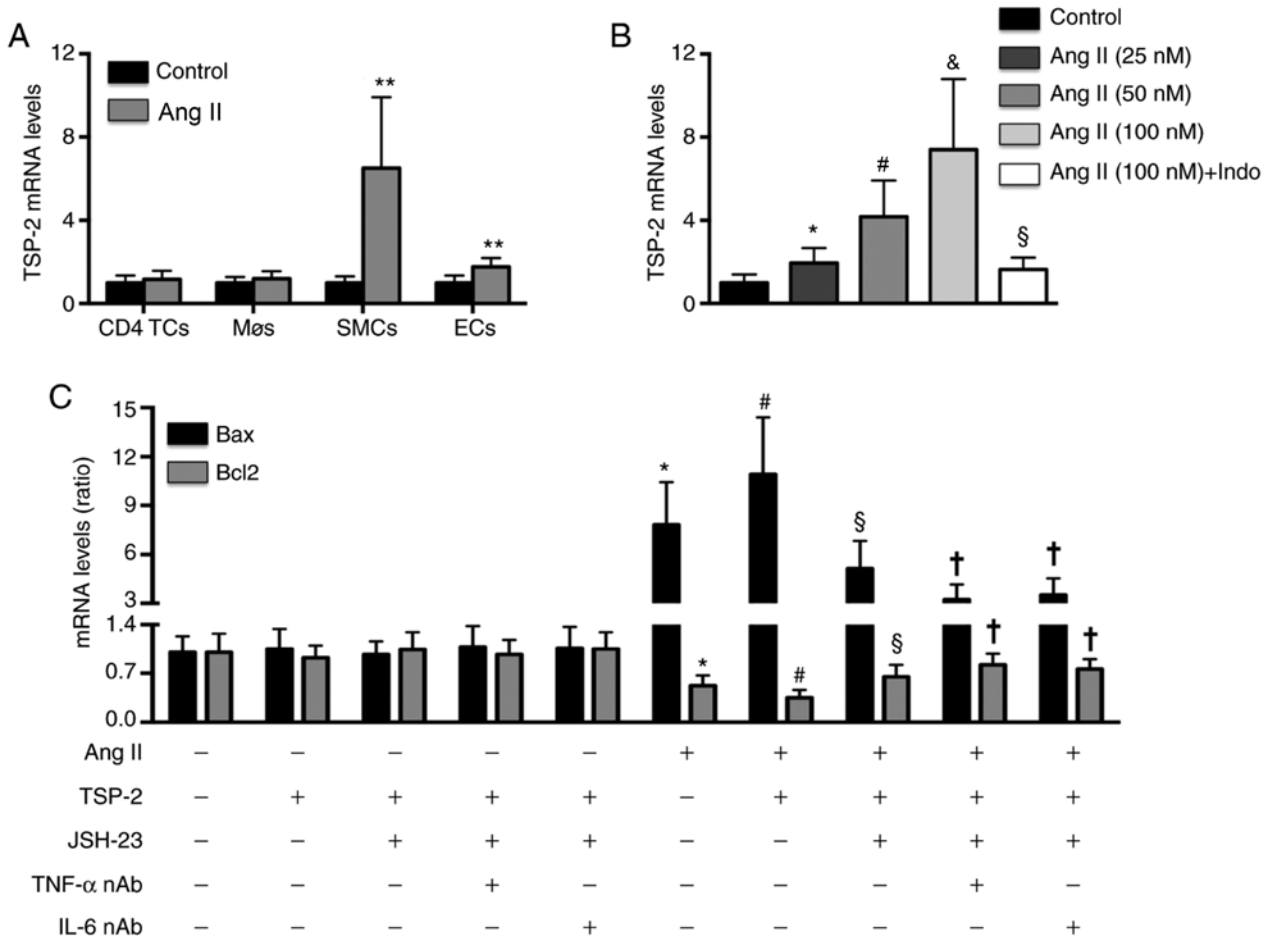 A
TSP-2 mRNA levels
12
8
4
0
Control
Ang II
**
**
CD4 TCs Møs SMCs ECs
B
TSP-2 mRNA levels
12
8
4
0
*
#
&
§
Control
Ang II (25 nM)
Ang II (50 nM)
Ang II (100 nM)
Ang II (100 nM)+Indo
C
mRNA levels (ratio)
15
12
9
6
3
1.4
0.7
0.0
Bax
Bcl2
* * # # § § † † † †
Ang II − − − − − + + + + +
TSP-2 − + + + + − + + + +
JSH-23 − − + + + − − + + +
TNF-α nAb − − − + − − − − + −
IL-6 nAb − − − − + − − − − +